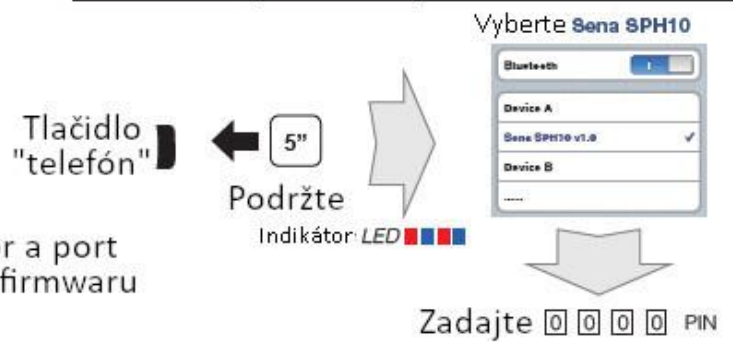 Vyberte Sena SPH10
Bluetooth
Device A
Sena SPH10 v1.0
Device B
.....
Tlačidlo
"telefón"
5"
Podržte
Indikátor: LED
r a port
firmwaru
Zadajte 0 0 0 0 PIN